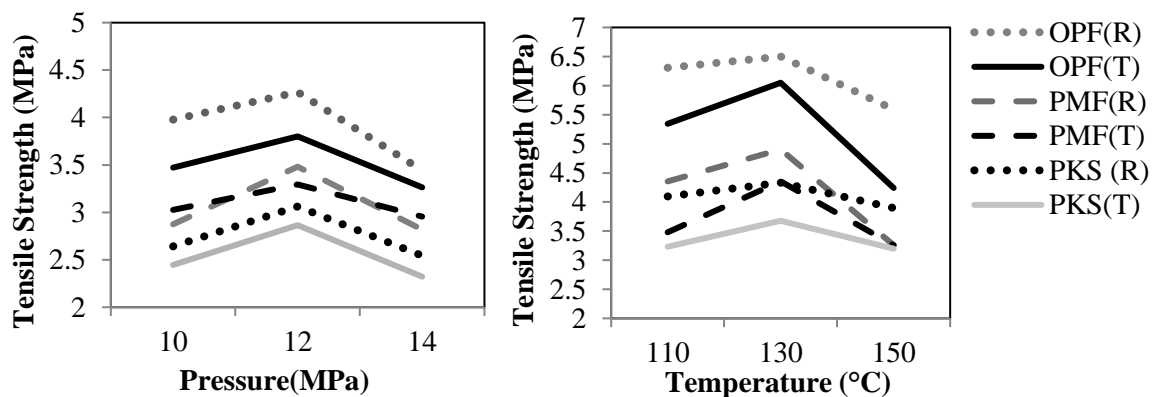 Tensile Strength (MPa)
5
4.5
4
3.5
3
2.5
2
10 12 14
Pressure(MPa)
Tensile Strength (MPa)
7
6.5
6
5.5
5
4.5
4
3.5
3
2.5
2
110 130 150
Temperature (°C)
OPF(R)
OPF(T)
PMF(R)
PMF(T)
PKS (R)
PKS(T)